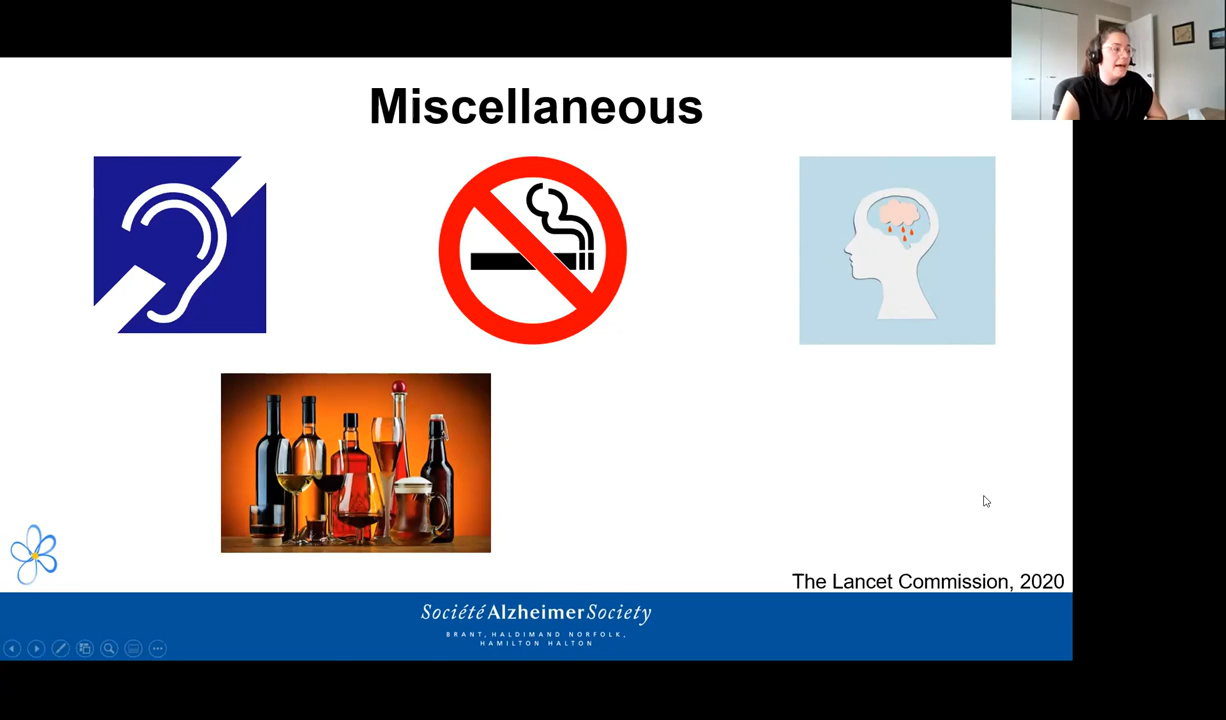 Miscellaneous
The Lancet Commission, 2020
Société Alzheimer Society
BRANT, HALDIMAND NORFOLK,
HAMILTON HALTON